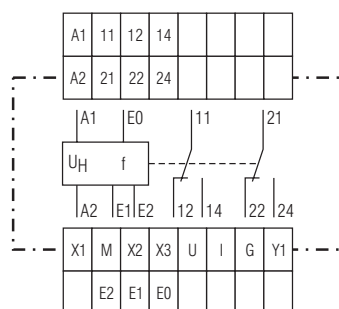 A1 11 12 14
A2 21 22 24
A1 E0 11 21
UH f
A2 E1 E2 12 14 22 24
X1 M X2 X3 U I G Y1
E2 E1 E0